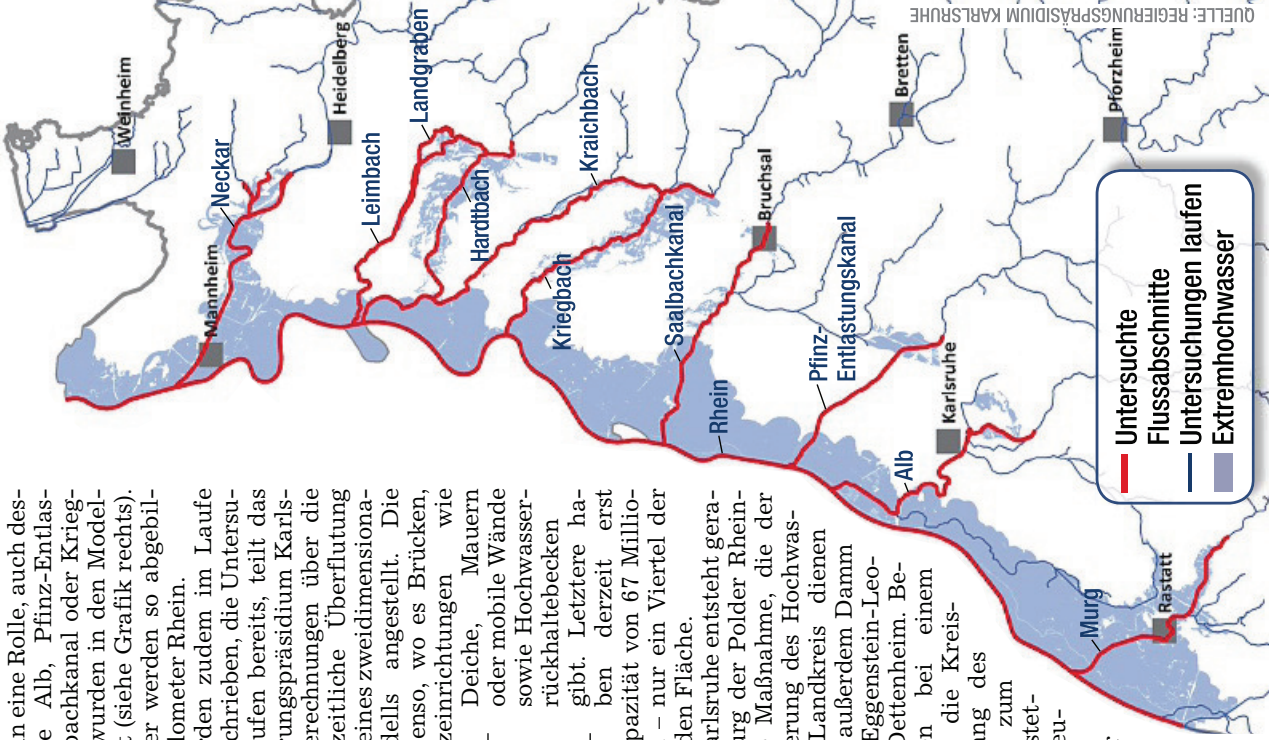 n eine Rolle, auch des-
e Alb, Pfinz-Entlas-
bachkanal oder Krieg-
wurden in den Model-
t (siehe Grafik rechts).
er werden so abgebil-
lometer Rhein.
den zudem im Laufe
chrieben, die Untersu-
ufen bereits, teilt das
rungspräsidium Karls-
erechnungen über die
zeitliche Überflutung
eines zweidimensiona-
dells angestellt. Die
enso, wo es Brücken,
zeinrichtungen wie
Deiche, Mauern
oder mobile Wände
sowie Hochwasser-
rückhaltebecken
gibt. Letztere ha-
ben derzeit erst
pazität von 67 Millio-
– nur ein Viertel der
den Fläche.
arlsruhe entsteht gera-
urg der Polder Rhein-
Maßnahme, die der
erung des Hochwas-
Landkreis dienen
außerdem Damm
Eggenstein-Leo-
Dettenheim. Be-
n bei einem
die Kreis-
ng des
zum
stet-
eu-
Weinheim
Mannheim
Neckar
Heidelberg
Leimbach
Landgraben
Hardtbach
Kraichbach
Kriegbach
Saalbachkanal
Bruchsal
Bretten
Rhein
Pfinz-
Entlastungskanal
Karlsruhe
Pforzheim
Alb
Murg
Rastatt
Untersuchte
Flussabschnitte
Untersuchungen laufen
Extremhochwasser
QUELLE: REGIERUNGSPRÄSIDIUM KARLSRUHE